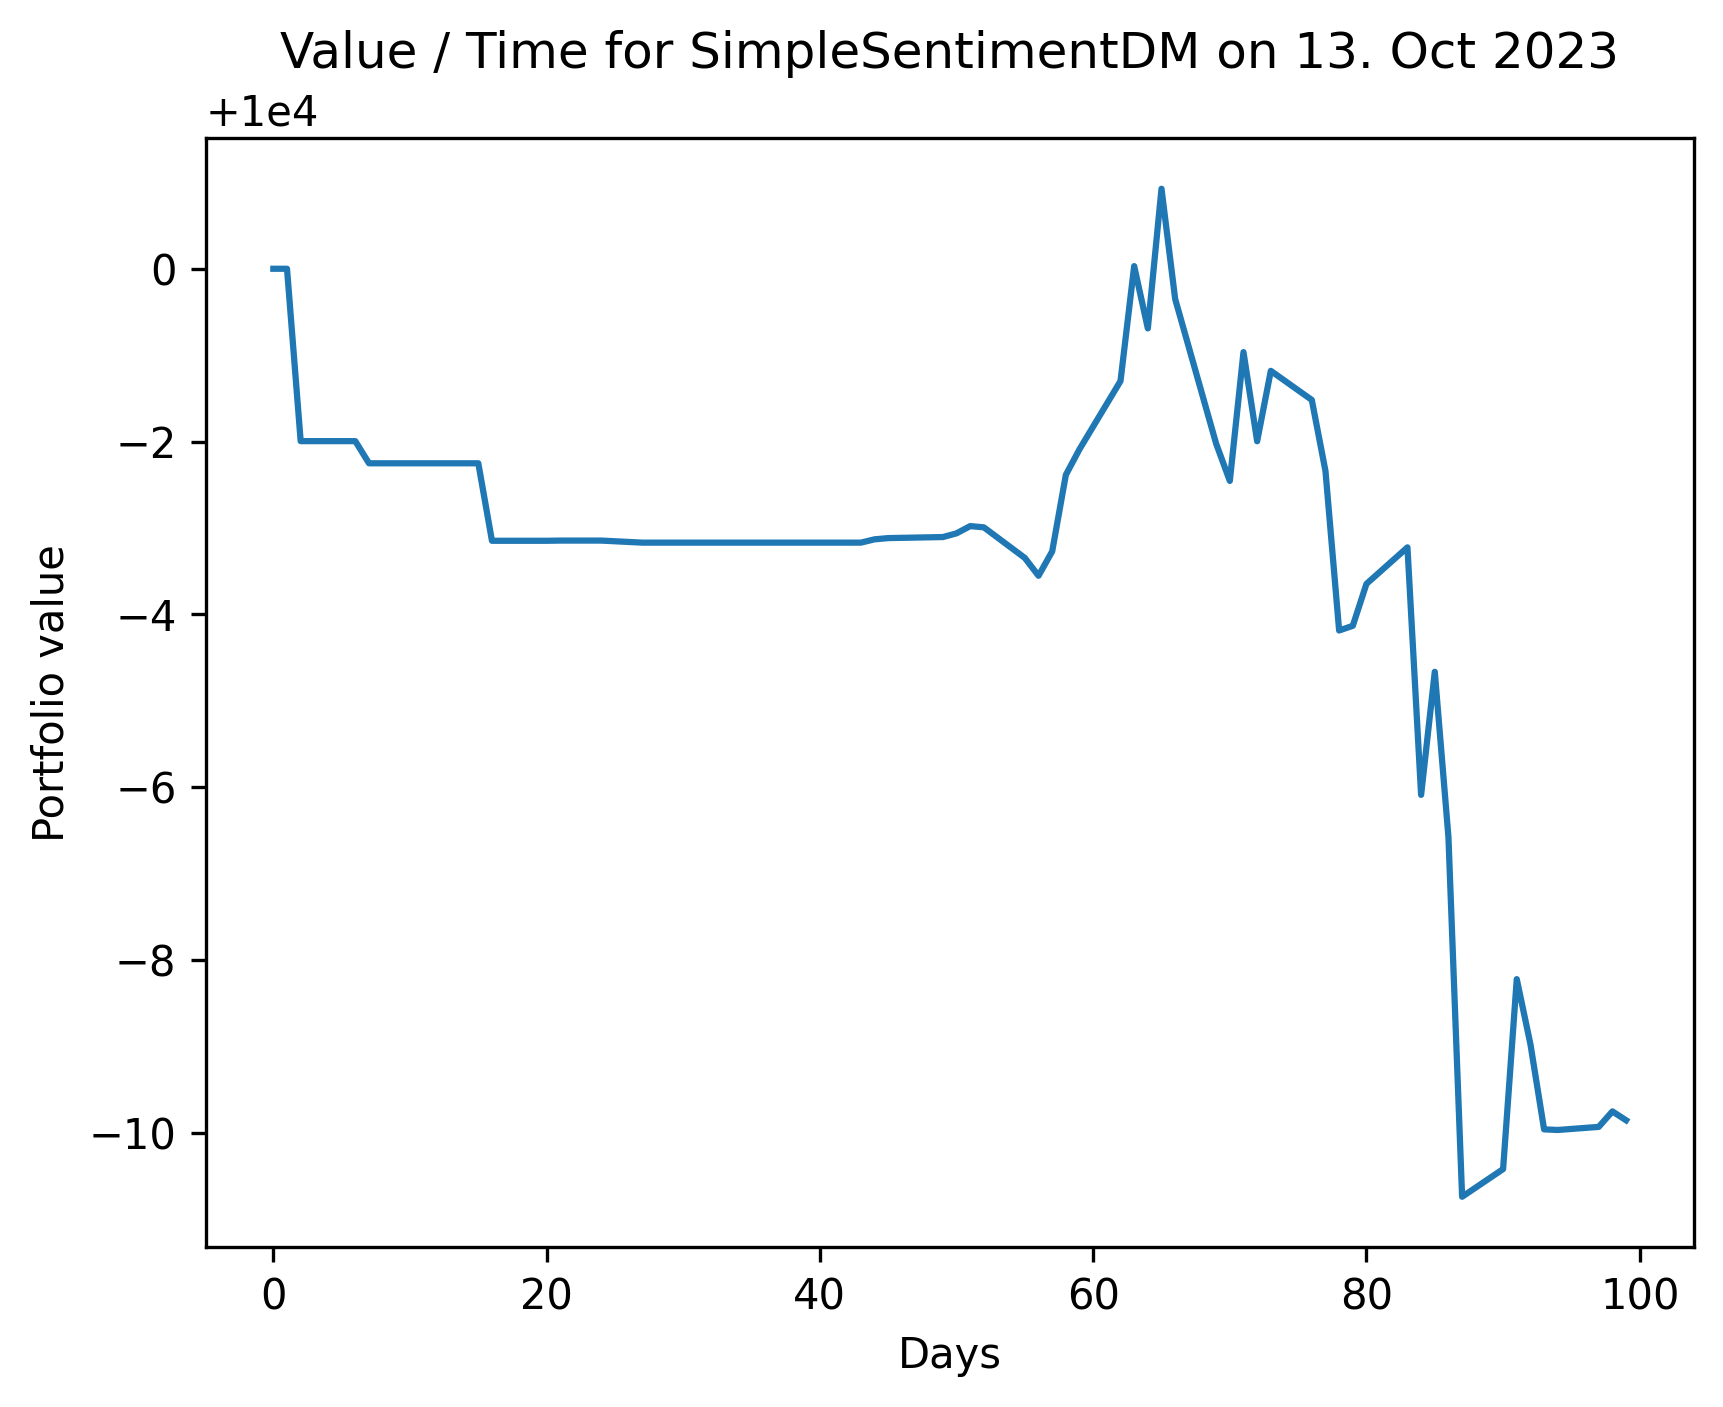 Value / Time for SimpleSentimentDM on 13. Oct 2023
+1e4
0
−2
−4
−6
−8
−10
Portfolio value
0 20 40 60 80 100
Days